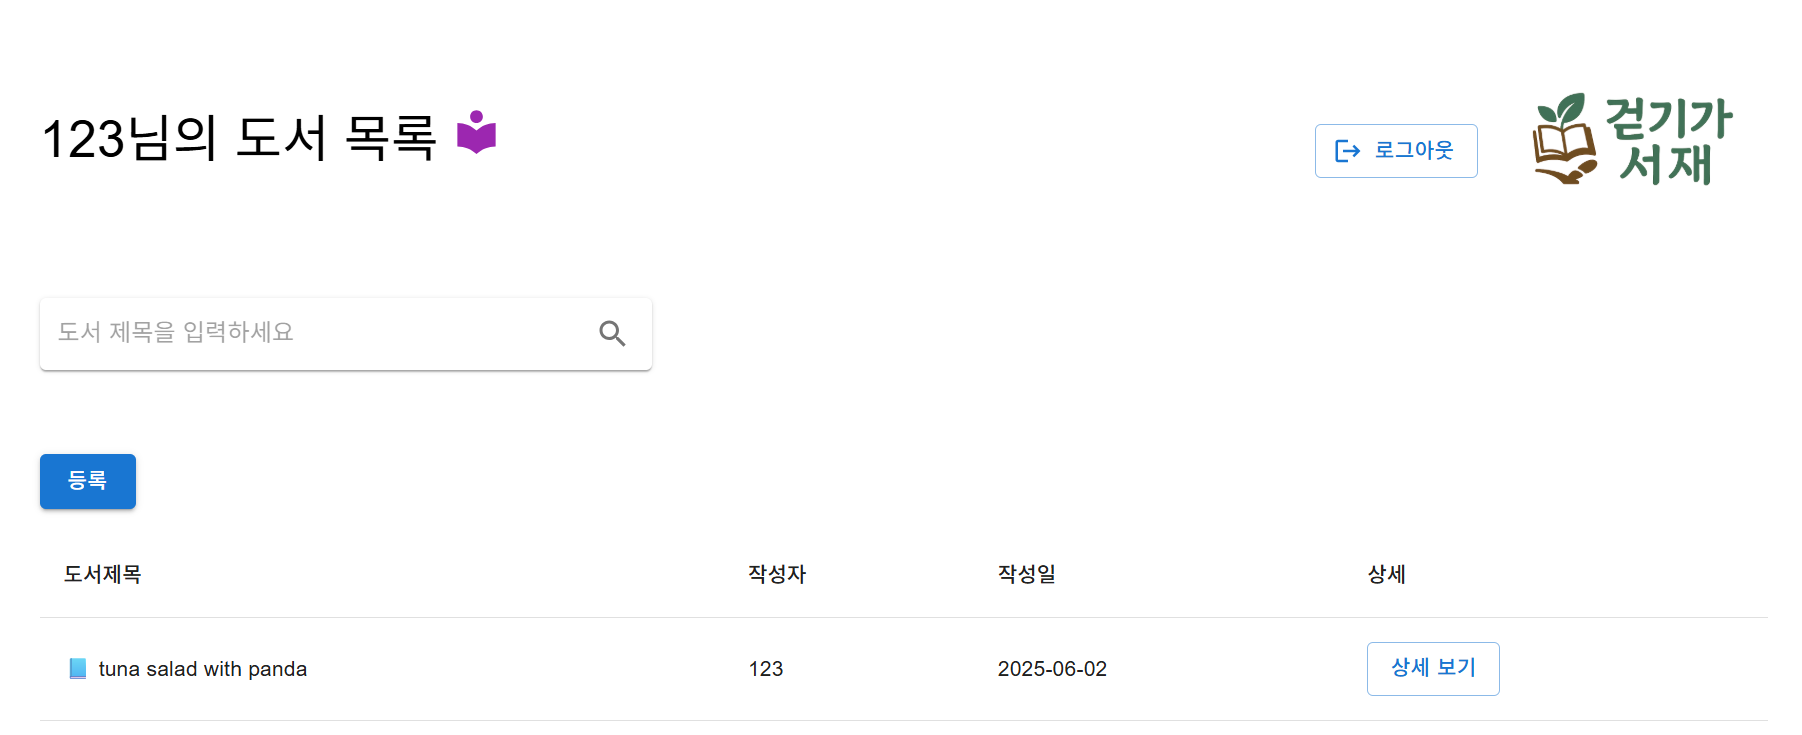 123님의 도서 목록
로그아웃
걷기가
서재
도서 제목을 입력하세요
등록
도서제목 작성자 작성일 상세
tuna salad with panda 123 2025-06-02 상세 보기